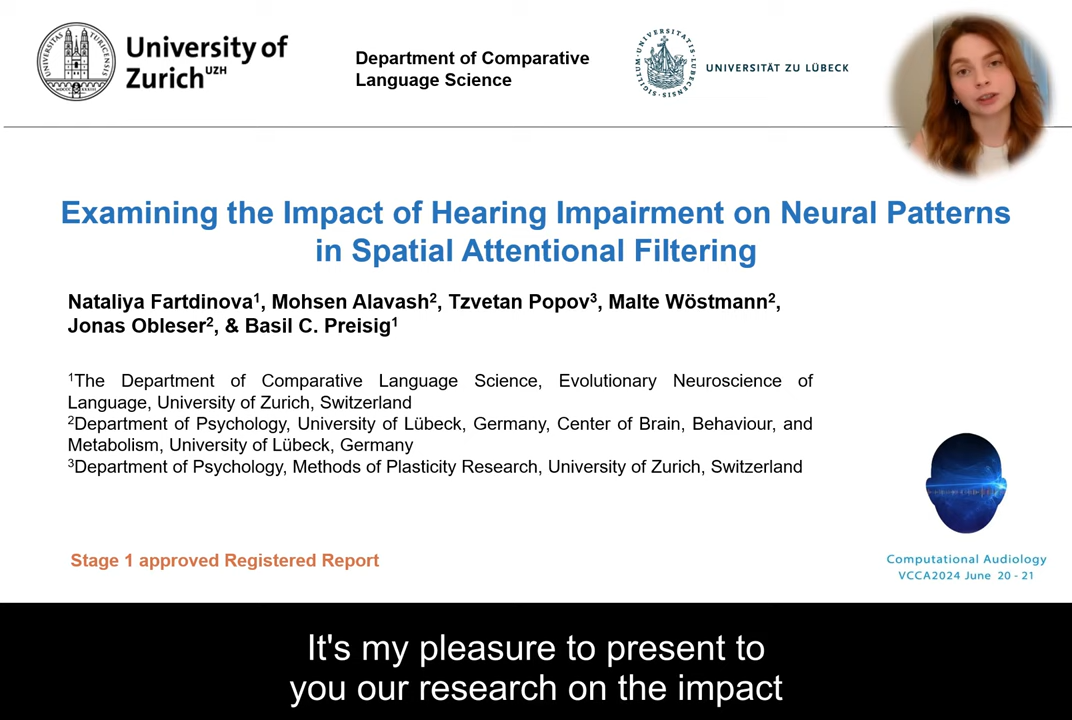 University of
Zurich UZH
Department of Comparative
Language Science
UNIVERSITÄT ZU LÜBECK
Examining the Impact of Hearing Impairment on Neural Patterns
in Spatial Attentional Filtering
Nataliya Fartdinova¹, Mohsen Alavash², Tzvetan Popov³, Malte Wöstmann²,
Jonas Obleser², & Basil C. Preisig¹
¹The Department of Comparative Language Science, Evolutionary Neuroscience of
Language, University of Zurich, Switzerland
²Department of Psychology, University of Lübeck, Germany, Center of Brain, Behaviour, and
Metabolism, University of Lübeck, Germany
³Department of Psychology, Methods of Plasticity Research, University of Zurich, Switzerland
Stage 1 approved Registered Report
Computational Audiology
VCCA2024 June 20 - 21
It's my pleasure to present to
you our research on the impact